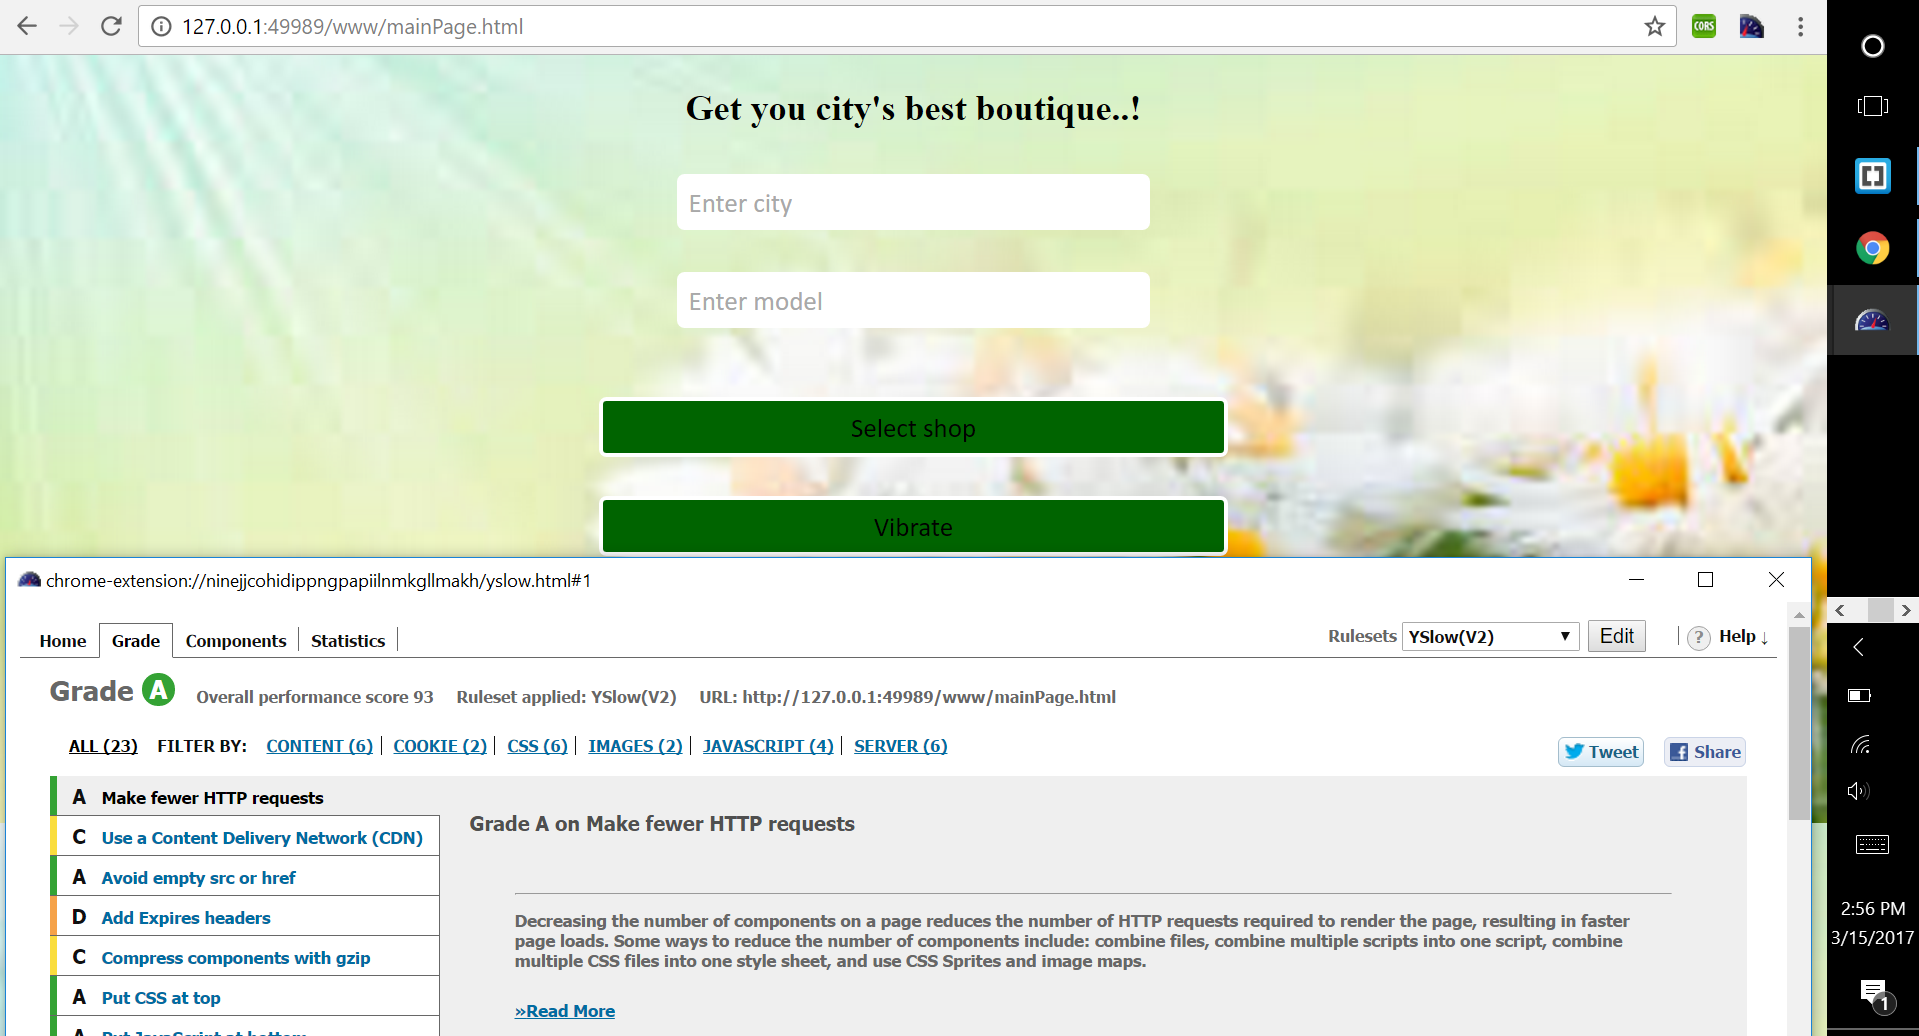 127.0.0.1:49989/www/mainPage.html
CORS
Get you city's best boutique..!
Enter city
Enter model
Select shop
Vibrate
chrome-extension://ninejjcohidippngpapiilnmkgllmakh/yslow.html#1
Home Grade Components Statistics
Rulesets YSlow(V2) ▼ Edit ? Help ↓
Grade A Overall performance score 93 Ruleset applied: YSlow(V2) URL: http://127.0.0.1:49989/www/mainPage.html
ALL (23) FILTER BY: CONTENT (6) COOKIE (2) CSS (6) IMAGES (2) JAVASCRIPT (4) SERVER (6)
Tweet Share
A Make fewer HTTP requests
C Use a Content Delivery Network (CDN)
A Avoid empty src or href
D Add Expires headers
C Compress components with gzip
A Put CSS at top
Grade A on Make fewer HTTP requests
Decreasing the number of components on a page reduces the number of HTTP requests required to render the page, resulting in faster
page loads. Some ways to reduce the number of components include: combine files, combine multiple scripts into one script, combine
multiple CSS files into one style sheet, and use CSS Sprites and image maps.
»Read More
2:56 PM
3/15/2017
1